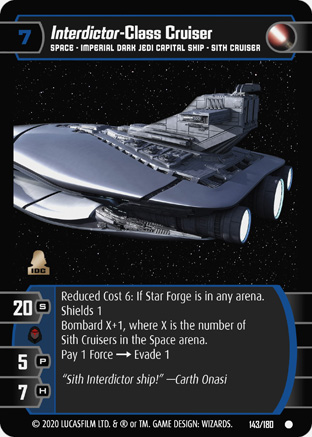 7
Interdictor-Class Cruiser
SPACE • IMPERIAL DARK JEDI CAPITAL SHIP • SITH CRUISER
IDC
20 S
Reduced Cost 6: If Star Forge is in any arena.
Shields 1
Bombard X+1, where X is the number of
Sith Cruisers in the Space arena.
5 P
Pay 1 Force → Evade 1
7 H
“Sith Interdictor ship!” —Carth Onasi
© 2020 LUCASFILM LTD. & ® or TM. GAME DESIGN: WIZARDS. 143/180